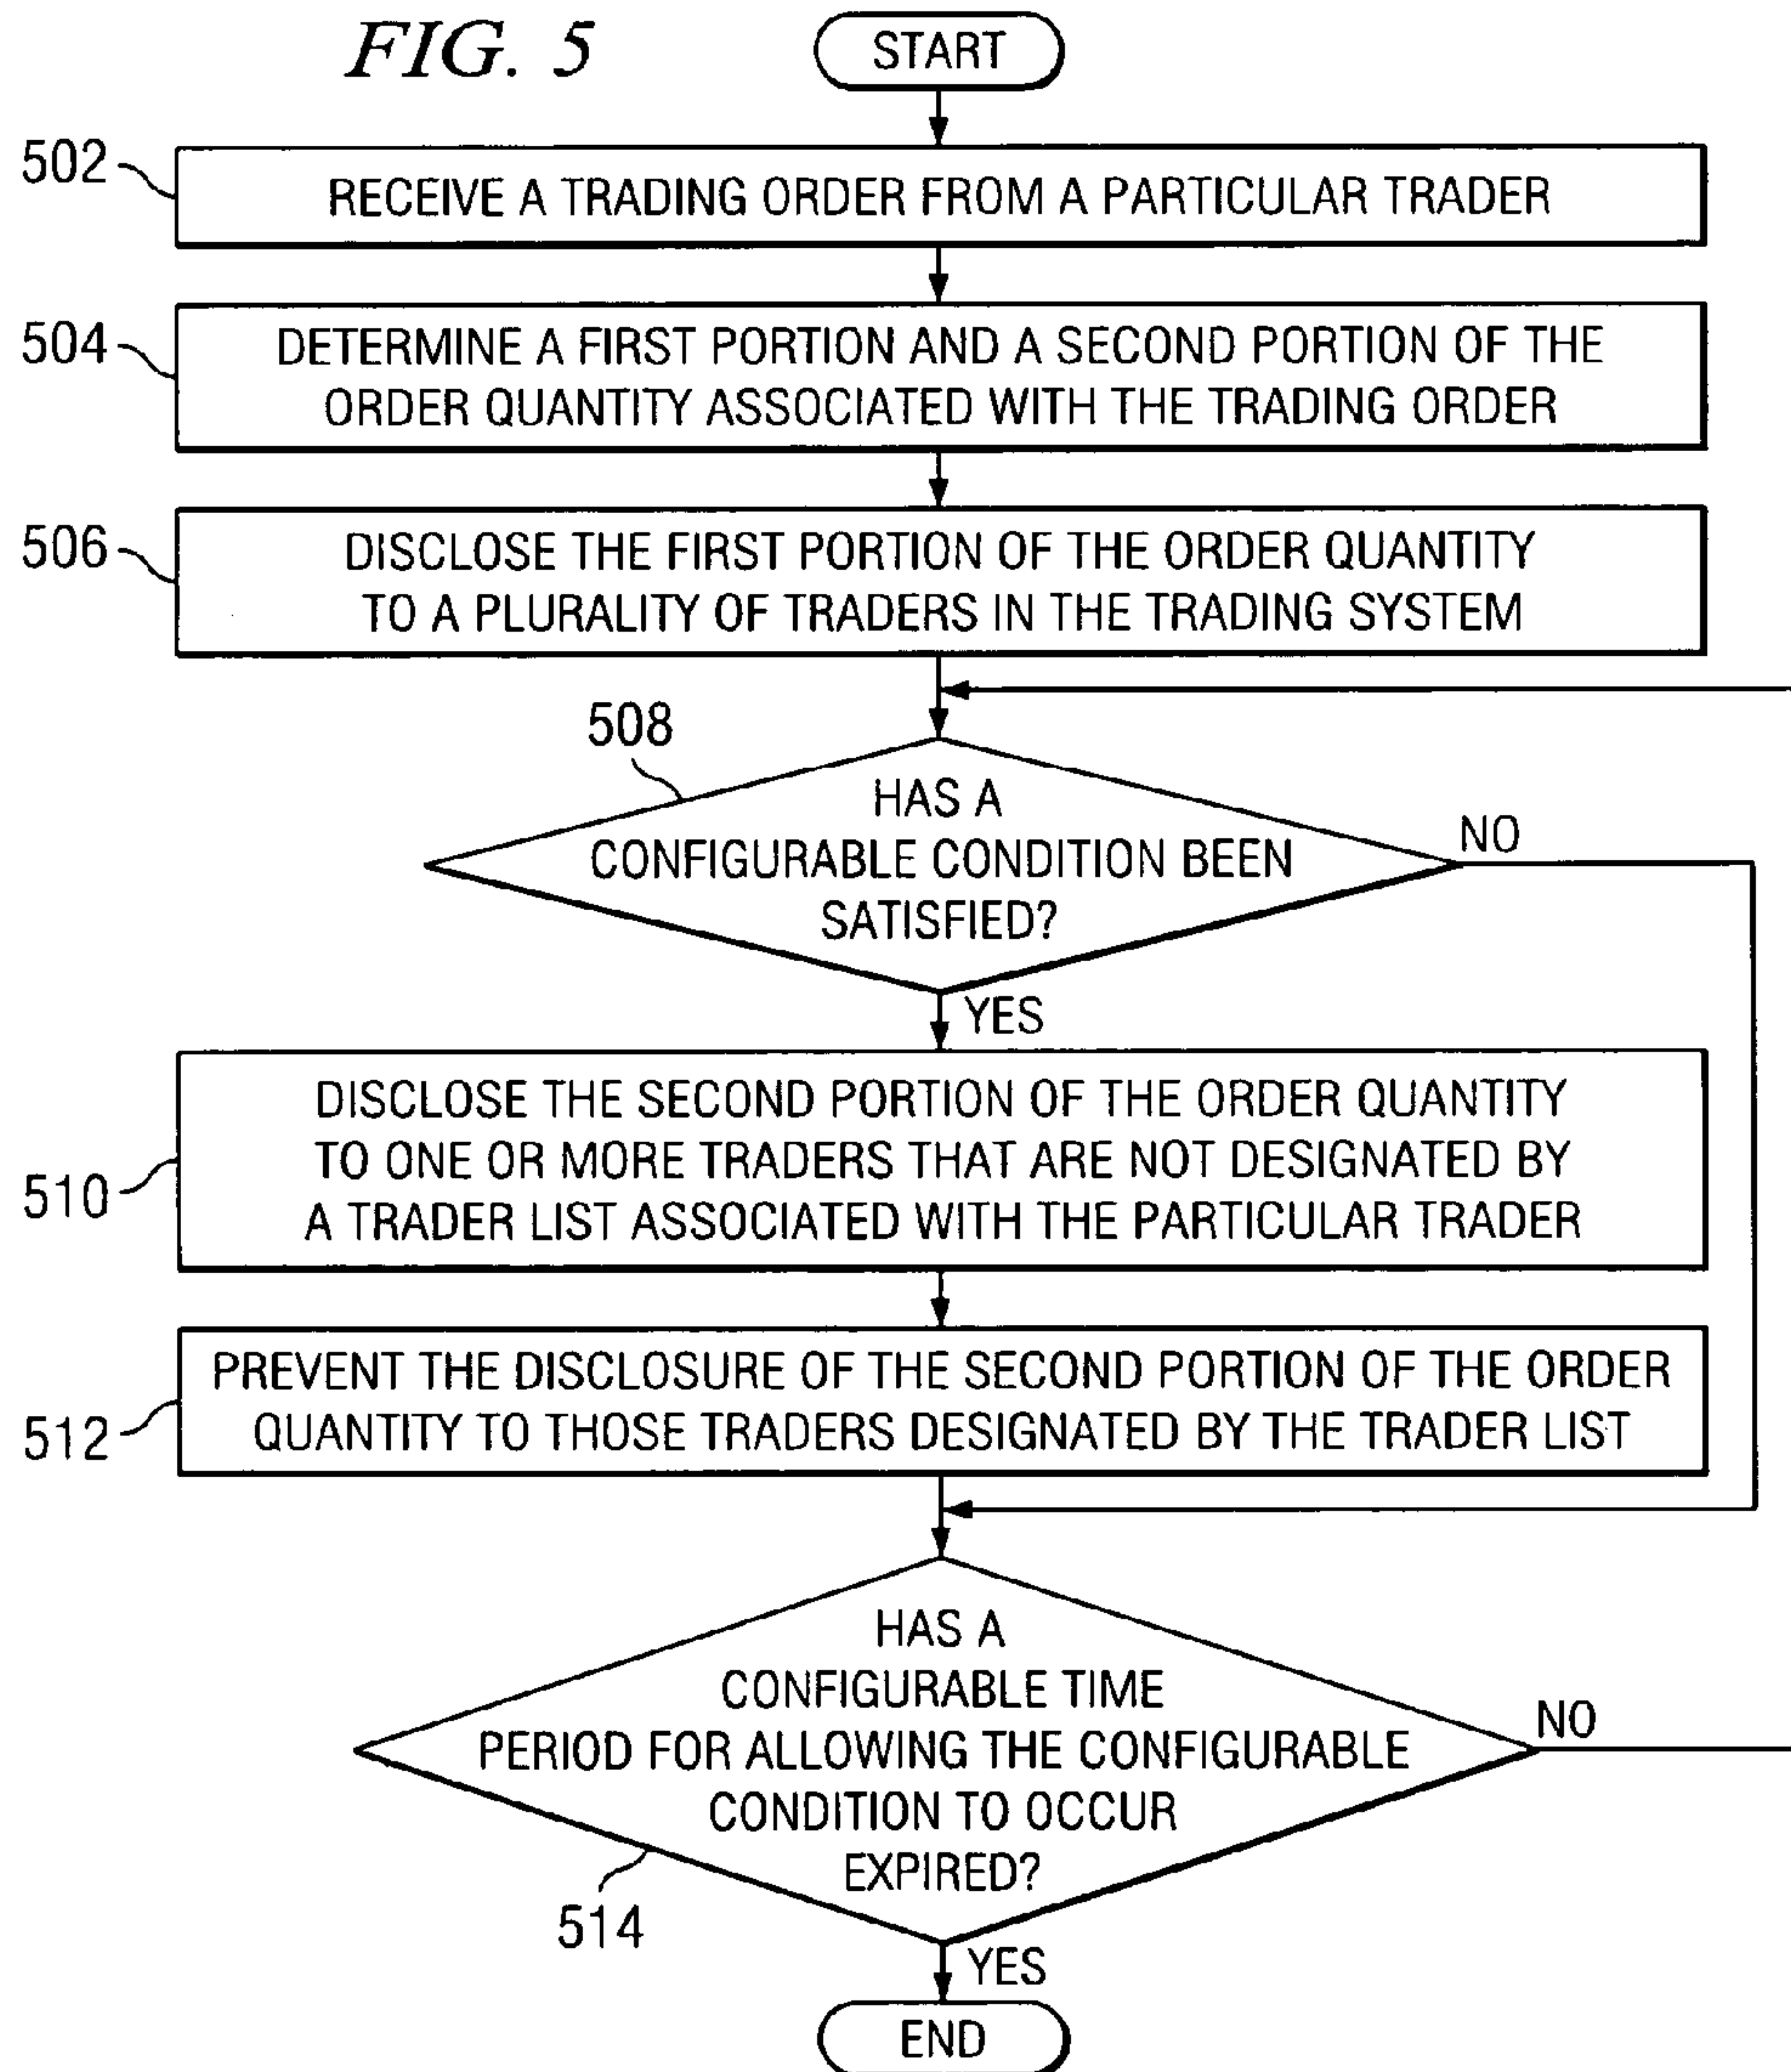 FIG. 5
START
502
RECEIVE A TRADING ORDER FROM A PARTICULAR TRADER
504
DETERMINE A FIRST PORTION AND A SECOND PORTION OF THE
ORDER QUANTITY ASSOCIATED WITH THE TRADING ORDER
506
DISCLOSE THE FIRST PORTION OF THE ORDER QUANTITY
TO A PLURALITY OF TRADERS IN THE TRADING SYSTEM
508
HAS A
CONFIGURABLE CONDITION BEEN
SATISFIED?
NO
YES
510
DISCLOSE THE SECOND PORTION OF THE ORDER QUANTITY
TO ONE OR MORE TRADERS THAT ARE NOT DESIGNATED BY
A TRADER LIST ASSOCIATED WITH THE PARTICULAR TRADER
512
PREVENT THE DISCLOSURE OF THE SECOND PORTION OF THE ORDER
QUANTITY TO THOSE TRADERS DESIGNATED BY THE TRADER LIST
HAS A
CONFIGURABLE TIME
PERIOD FOR ALLOWING THE CONFIGURABLE
CONDITION TO OCCUR
EXPIRED?
NO
514
YES
END